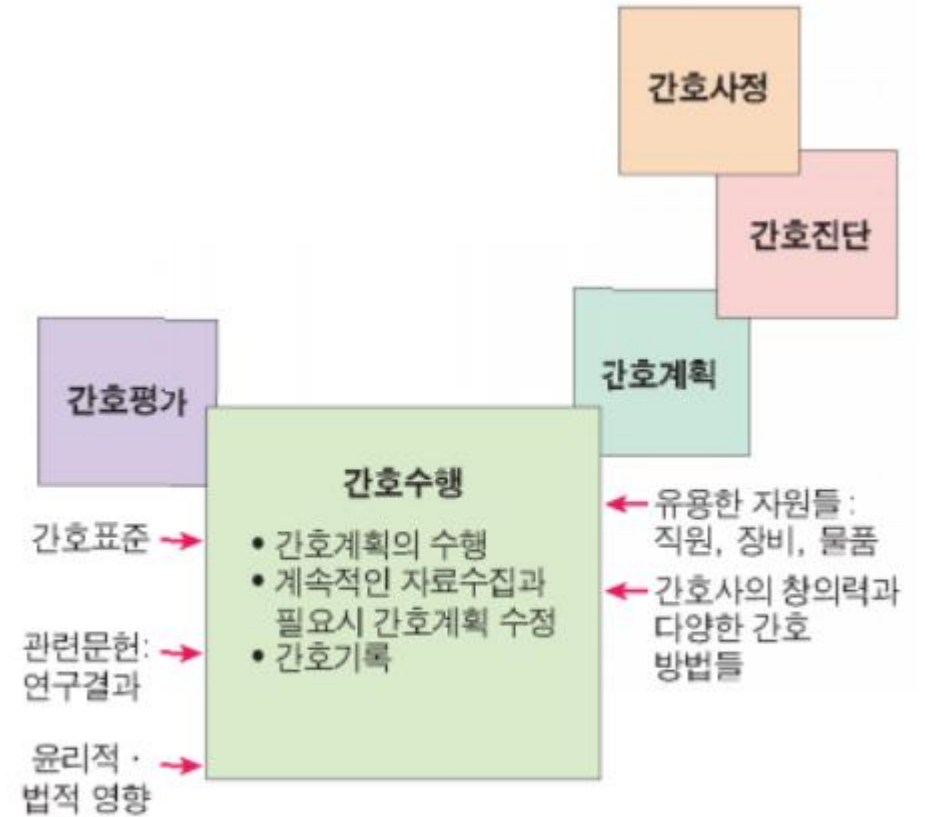 간호사정
간호진단
간호계획
간호평가
간호수행
• 간호계획의 수행
• 계속적인 자료수집과
필요시 간호계획 수정
• 간호기록
간호표준
관련문헌:
연구결과
윤리적 ·
법적 영향
유용한 자원들 :
직원, 장비, 물품
간호사의 창의력과
다양한 간호
방법들